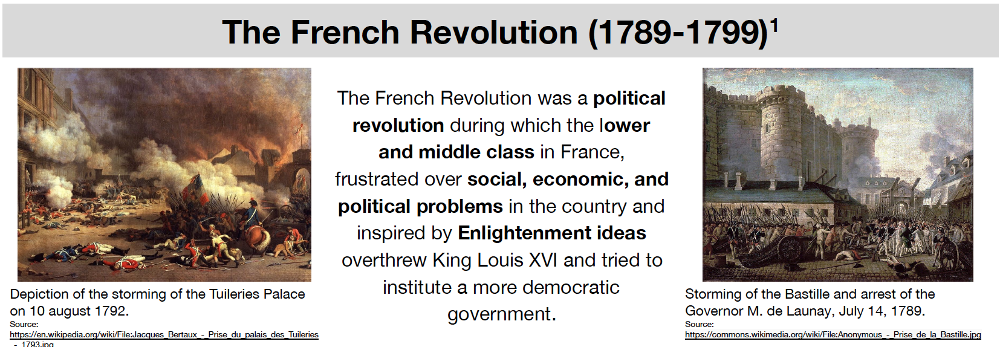 The French Revolution (1789-1799)¹
The French Revolution was a political
revolution during which the lower
and middle class in France,
frustrated over social, economic, and
political problems in the country and
inspired by Enlightenment ideas
overthrew King Louis XVI and tried to
institute a more democratic
government.
Depiction of the storming of the Tuileries Palace
on 10 august 1792.
Source:
https://en.wikipedia.org/wiki/File:Jacques_Bertaux_-_Prise_du_palais_des_Tuileries
_-_1793.jpg
Storming of the Bastille and arrest of the
Governor M. de Launay, July 14, 1789.
Source:
https://commons.wikimedia.org/wiki/File:Anonymous_-_Prise_de_la_Bastille.jpg